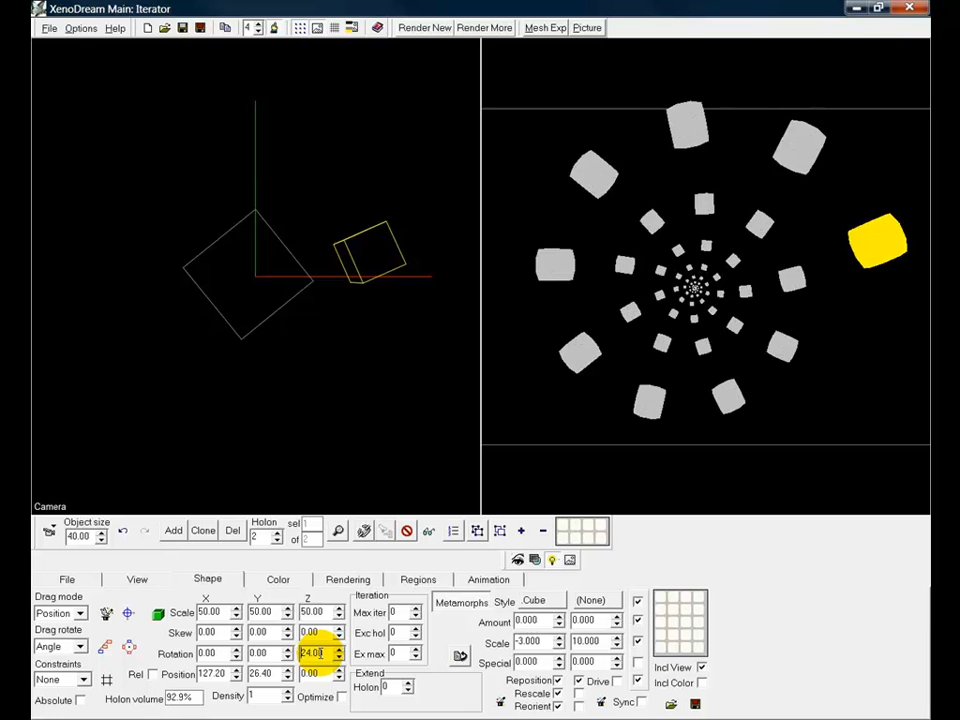 XenoDream Main: Iterator
File Options Help 4 Render New Render More Mesh Exp Picture
Camera
Object size
40.00
Add Clone Del
Holon
2
sel 1
of 2
File View Shape Color Rendering Regions Animation
Drag mode
Position
Drag rotate
Angle
Constraints
None
Absolute
X Y Z
Scale 50.00 50.00 50.00
Skew 0.00 0.00 0.00
Rotation 0.00 0.00 24.00
Rel Position 127.20 26.40 0.00
Holon volume 92.9% Density 1 Optimize
Iteration
Max iter 0
Exc hol 0
Ex max 0
Extend
Holon 0
Metamorphs
Style .Cube (None)
Amount 0.000 0.000
Scale -3.000 10.000
Special 0.000 0.000
Reposition Drive
Rescale
Reorient Sync
Incl View
Incl Color